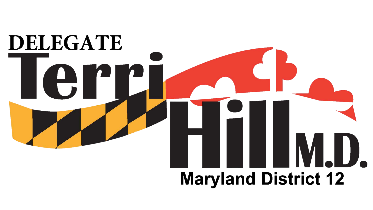 DELEGATE
Terri
Hill M.D.
Maryland District 12